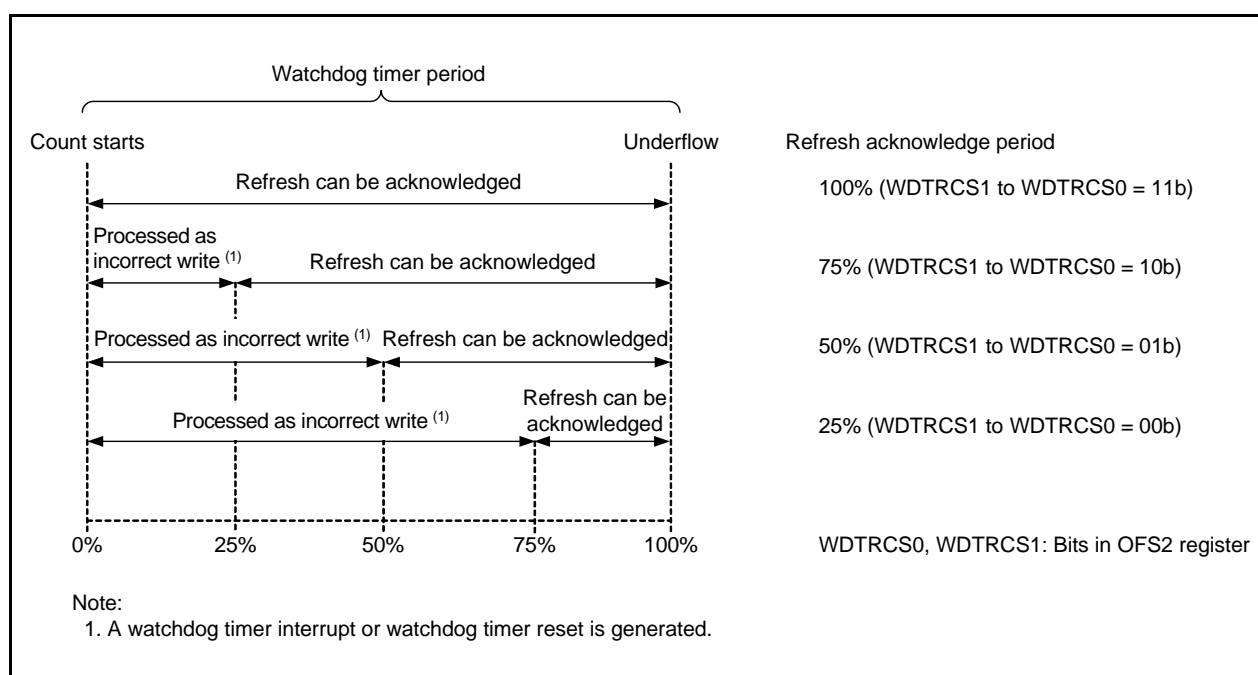 Watchdog timer period
Count starts
Underflow
Refresh acknowledge period
Refresh can be acknowledged
100% (WDTRCS1 to WDTRCS0 = 11b)
Processed as
incorrect write (1)
Refresh can be acknowledged
75% (WDTRCS1 to WDTRCS0 = 10b)
Processed as incorrect write (1)
Refresh can be acknowledged
50% (WDTRCS1 to WDTRCS0 = 01b)
Processed as incorrect write (1)
Refresh can be
acknowledged
25% (WDTRCS1 to WDTRCS0 = 00b)
0%
25%
50%
75%
100%
WDTRCS0, WDTRCS1: Bits in OFS2 register
Note:
1. A watchdog timer interrupt or watchdog timer reset is generated.